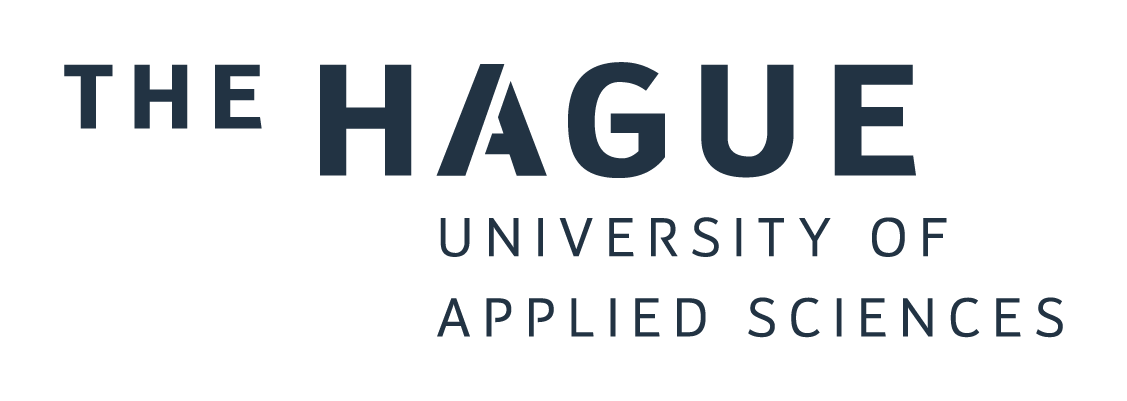 THE HAGUE
UNIVERSITY OF
APPLIED SCIENCES